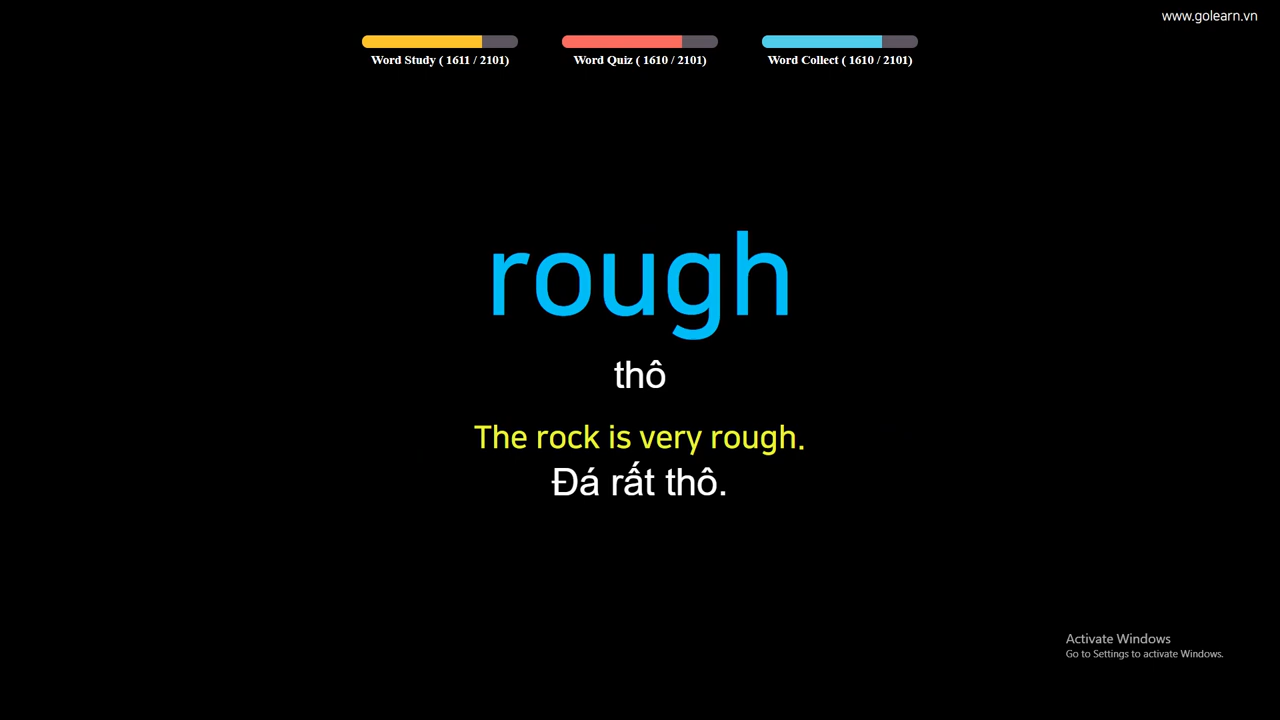 www.golearn.vn
Word Study ( 1611 / 2101)
Word Quiz ( 1610 / 2101)
Word Collect ( 1610 / 2101)
rough
thô
The rock is very rough.
Đá rất thô.
Activate Windows
Go to Settings to activate Windows.